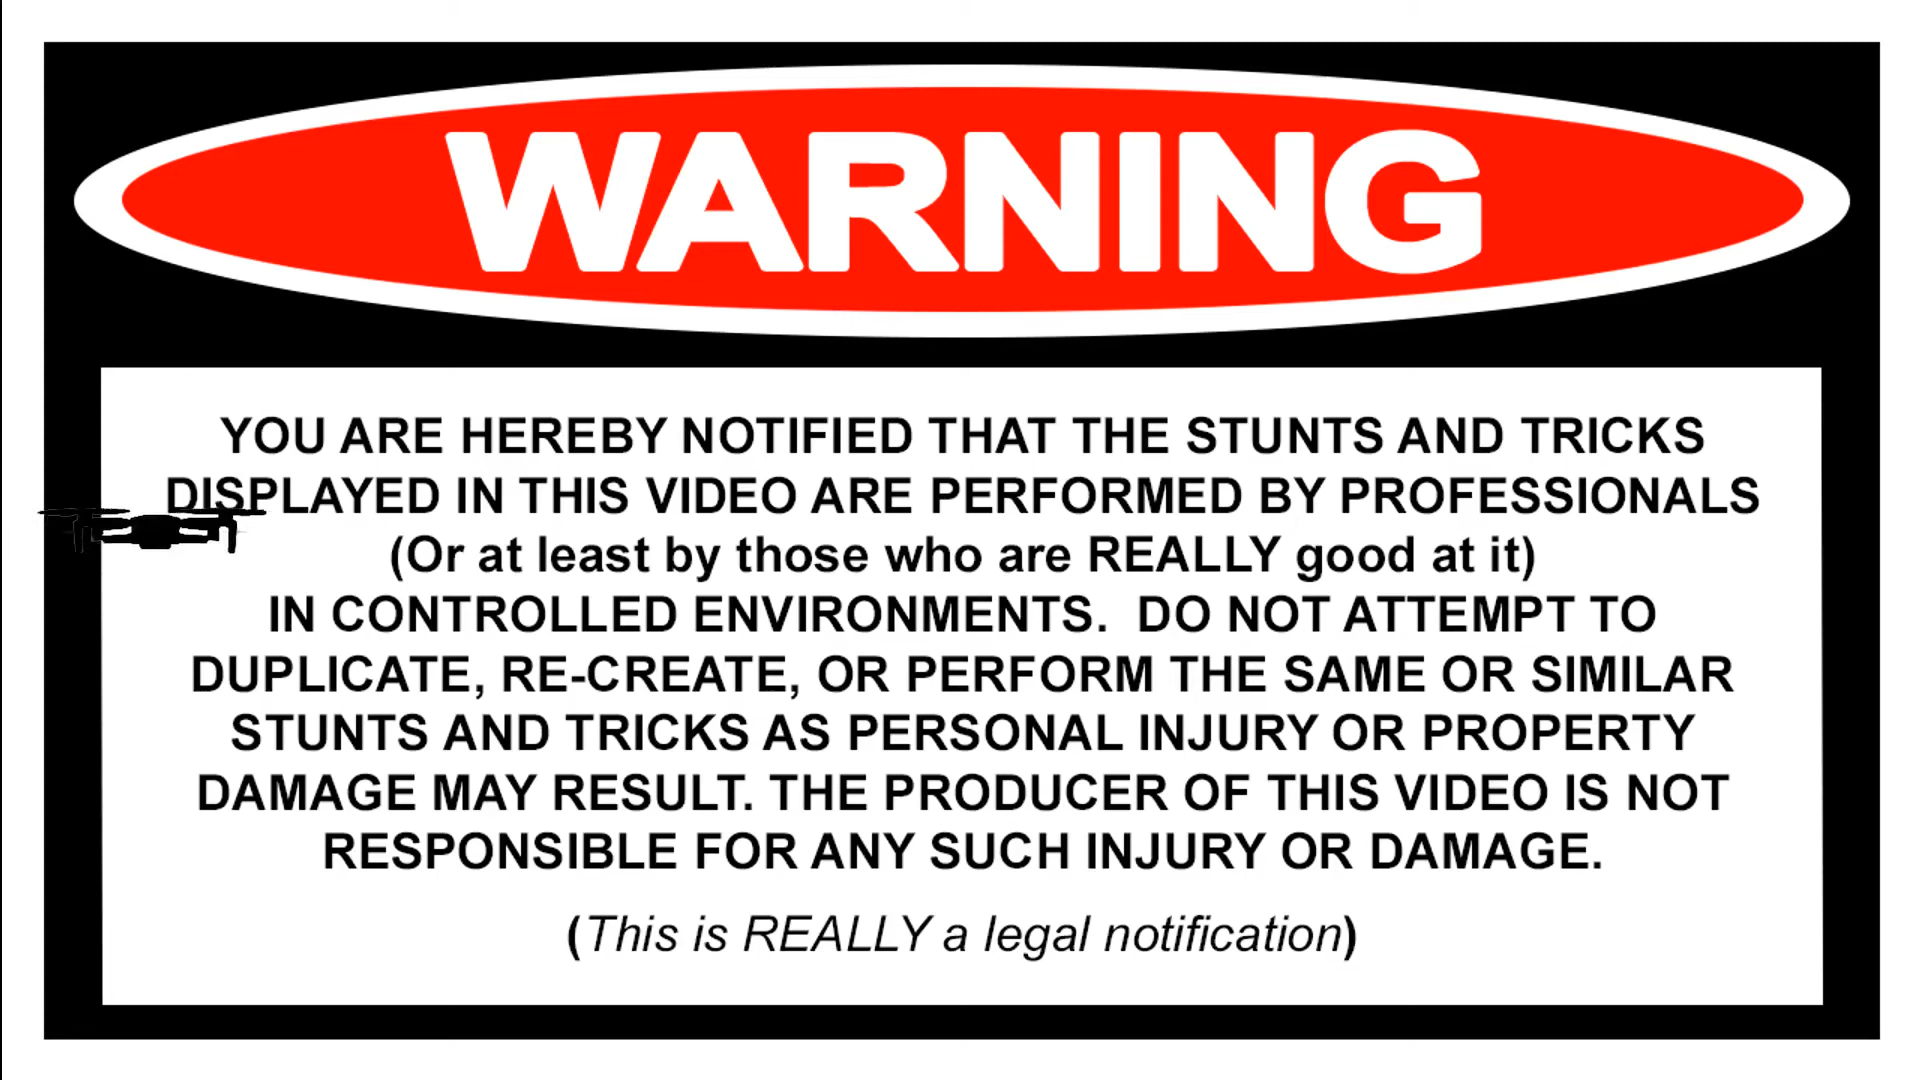 WARNING
YOU ARE HEREBY NOTIFIED THAT THE STUNTS AND TRICKS
DISPLAYED IN THIS VIDEO ARE PERFORMED BY PROFESSIONALS
(Or at least by those who are REALLY good at it)
IN CONTROLLED ENVIRONMENTS.  DO NOT ATTEMPT TO
DUPLICATE, RE-CREATE, OR PERFORM THE SAME OR SIMILAR
STUNTS AND TRICKS AS PERSONAL INJURY OR PROPERTY
DAMAGE MAY RESULT. THE PRODUCER OF THIS VIDEO IS NOT
RESPONSIBLE FOR ANY SUCH INJURY OR DAMAGE.
(This is REALLY a legal notification)